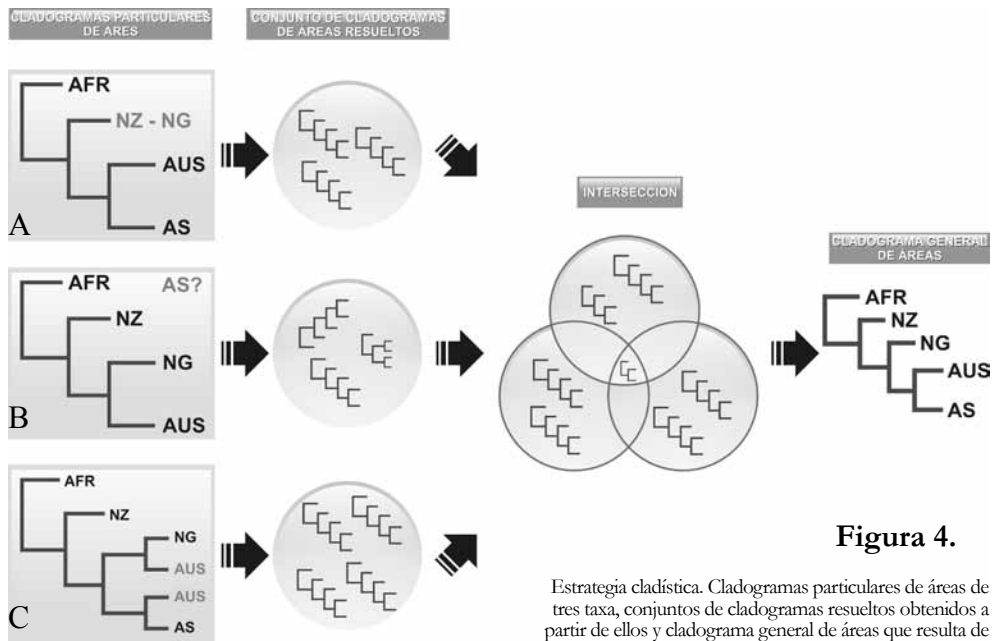 CLADOGRAMAS PARTICULARES
DE ARES
CONJUNTO DE CLADOGRAMAS
DE AREAS RESUELTOS
AFR
NZ - NG
AUS
AS
A
INTERSECCION
CLADOGRAMA GENERAL
DE ÁREAS
AFR
NZ
NG
AUS
AS
AFR
AS?
NZ
NG
AUS
B
AFR
NZ
NG
AUS
AUS
AS
C
Figura 4.
Estrategia cladística. Cladogramas particulares de áreas de
tres taxa, conjuntos de cladogramas resueltos obtenidos a
partir de ellos y cladograma general de áreas que resulta de